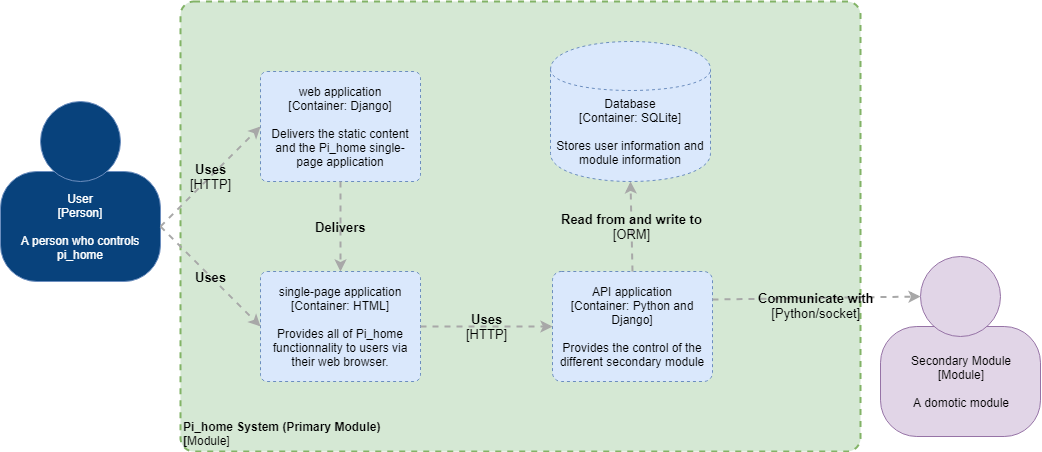 web application
[Container: Django]
Delivers the static content
and the Pi_home single-
page application
Database
[Container: SQLite]
Stores user information and
module information
Uses
[HTTP]
User
[Person]
A person who controls
pi_home
Delivers
Read from and write to
[ORM]
Uses
single-page application
[Container: HTML]
Provides all of Pi_home
functionnality to users via
their web browser.
Uses
[HTTP]
API application
[Container: Python and
Django]
Provides the control of the
different secondary module
Communicate with
[Python/socket]
Secondary Module
[Module]
A domotic module
Pi_home System (Primary Module)
[Module]